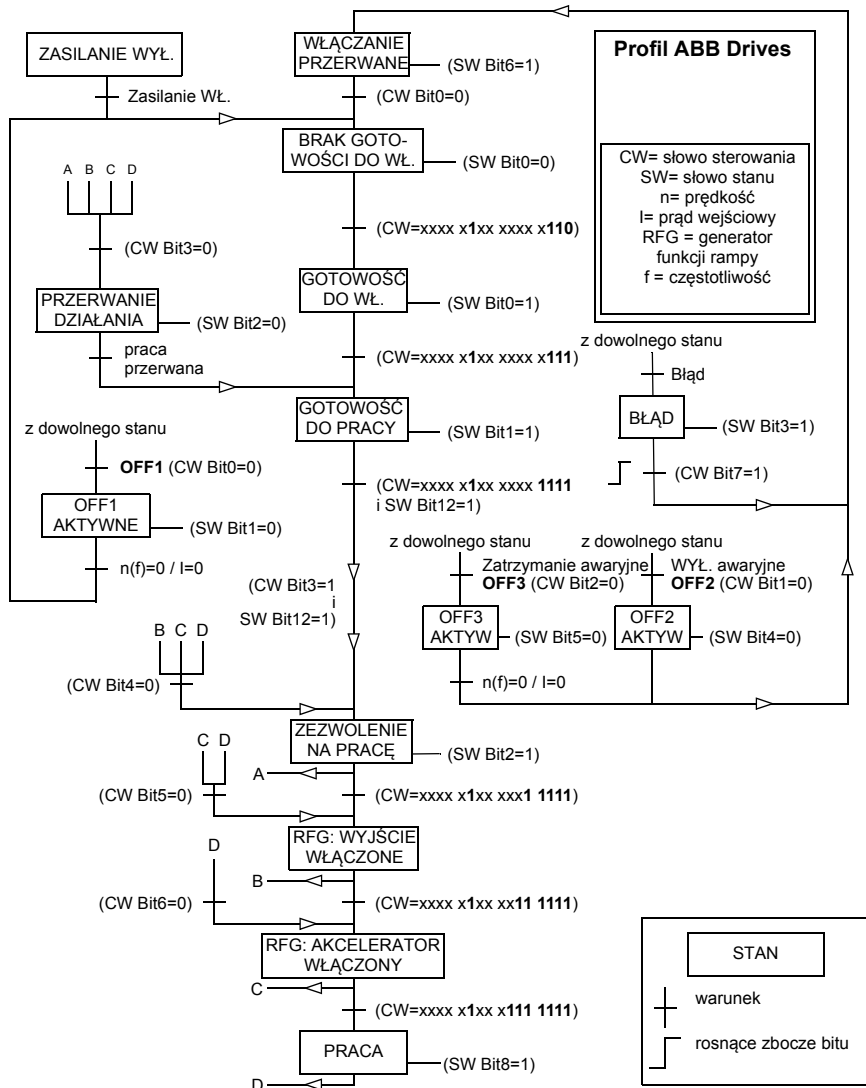 ZASILANIE WYŁ.
Zasilanie WŁ.
WŁĄCZANIE
PRZERWANE
(SW Bit6=1)
(CW Bit0=0)
BRAK GOTO-
WOŚCI DO WŁ.
(SW Bit0=0)
(CW=xxxx x1xx xxxx x110)
GOTOWOŚĆ
DO WŁ.
(SW Bit0=1)
(CW=xxxx x1xx xxxx x111)
GOTOWOŚĆ
DO PRACY
(SW Bit1=1)
(CW=xxxx x1xx xxxx 1111
i SW Bit12=1)
Profil ABB Drives
CW= słowo sterowania
SW= słowo stanu
n= prędkość
I= prąd wejściowy
RFG = generator
funkcji rampy
f = częstotliwość
A B C D
(CW Bit3=0)
PRZERWANIE
DZIAŁANIA
(SW Bit2=0)
praca
przerwana
z dowolnego stanu
OFF1 (CW Bit0=0)
OFF1
AKTYWNE
(SW Bit1=0)
n(f)=0 / I=0
z dowolnego stanu
Błąd
BŁĄD
(SW Bit3=1)
(CW Bit7=1)
z dowolnego stanu
Zatrzymanie awaryjne
OFF3 (CW Bit2=0)
OFF3
AKTYW
(SW Bit5=0)
n(f)=0 / I=0
z dowolnego stanu
WYŁ. awaryjne
OFF2 (CW Bit1=0)
OFF2
AKTYW
(SW Bit4=0)
(CW Bit3=1
i
SW Bit12=1)
B C D
(CW Bit4=0)
ZEZWOLENIE
NA PRACĘ
(SW Bit2=1)
A
C D
(CW Bit5=0)
(CW=xxxx x1xx xxx1 1111)
RFG: WYJŚCIE
WŁĄCZONE
B
D
(CW Bit6=0)
(CW=xxxx x1xx xx11 1111)
RFG: AKCELERATOR
WŁĄCZONY
C
(CW=xxxx x1xx x111 1111)
PRACA
(SW Bit8=1)
D
STAN
warunek
rosnące zbocze bitu